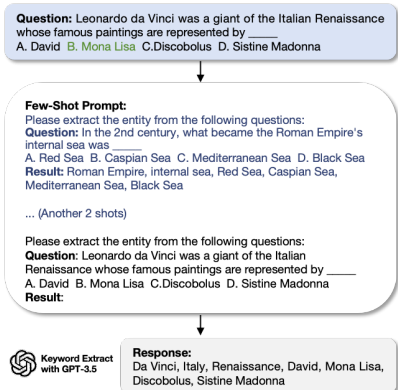 Question: Leonardo da Vinci was a giant of the Italian Renaissance
whose famous paintings are represented by _____
A. David B. Mona Lisa C.Discobolus D. Sistine Madonna
Few-Shot Prompt:
Please extract the entity from the following questions:
Question: In the 2nd century, what became the Roman Empire's
internal sea was _____
A. Red Sea B. Caspian Sea C. Mediterranean Sea D. Black Sea
Result: Roman Empire, internal sea, Red Sea, Caspian Sea,
Mediterranean Sea, Black Sea
... (Another 2 shots)
Please extract the entity from the following questions:
Question: Leonardo da Vinci was a giant of the Italian
Renaissance whose famous paintings are represented by _____
A. David B. Mona Lisa C.Discobolus D. Sistine Madonna
Result:
Keyword Extract
with GPT-3.5
Response:
Da Vinci, Italy, Renaissance, David, Mona Lisa,
Discobolus, Sistine Madonna